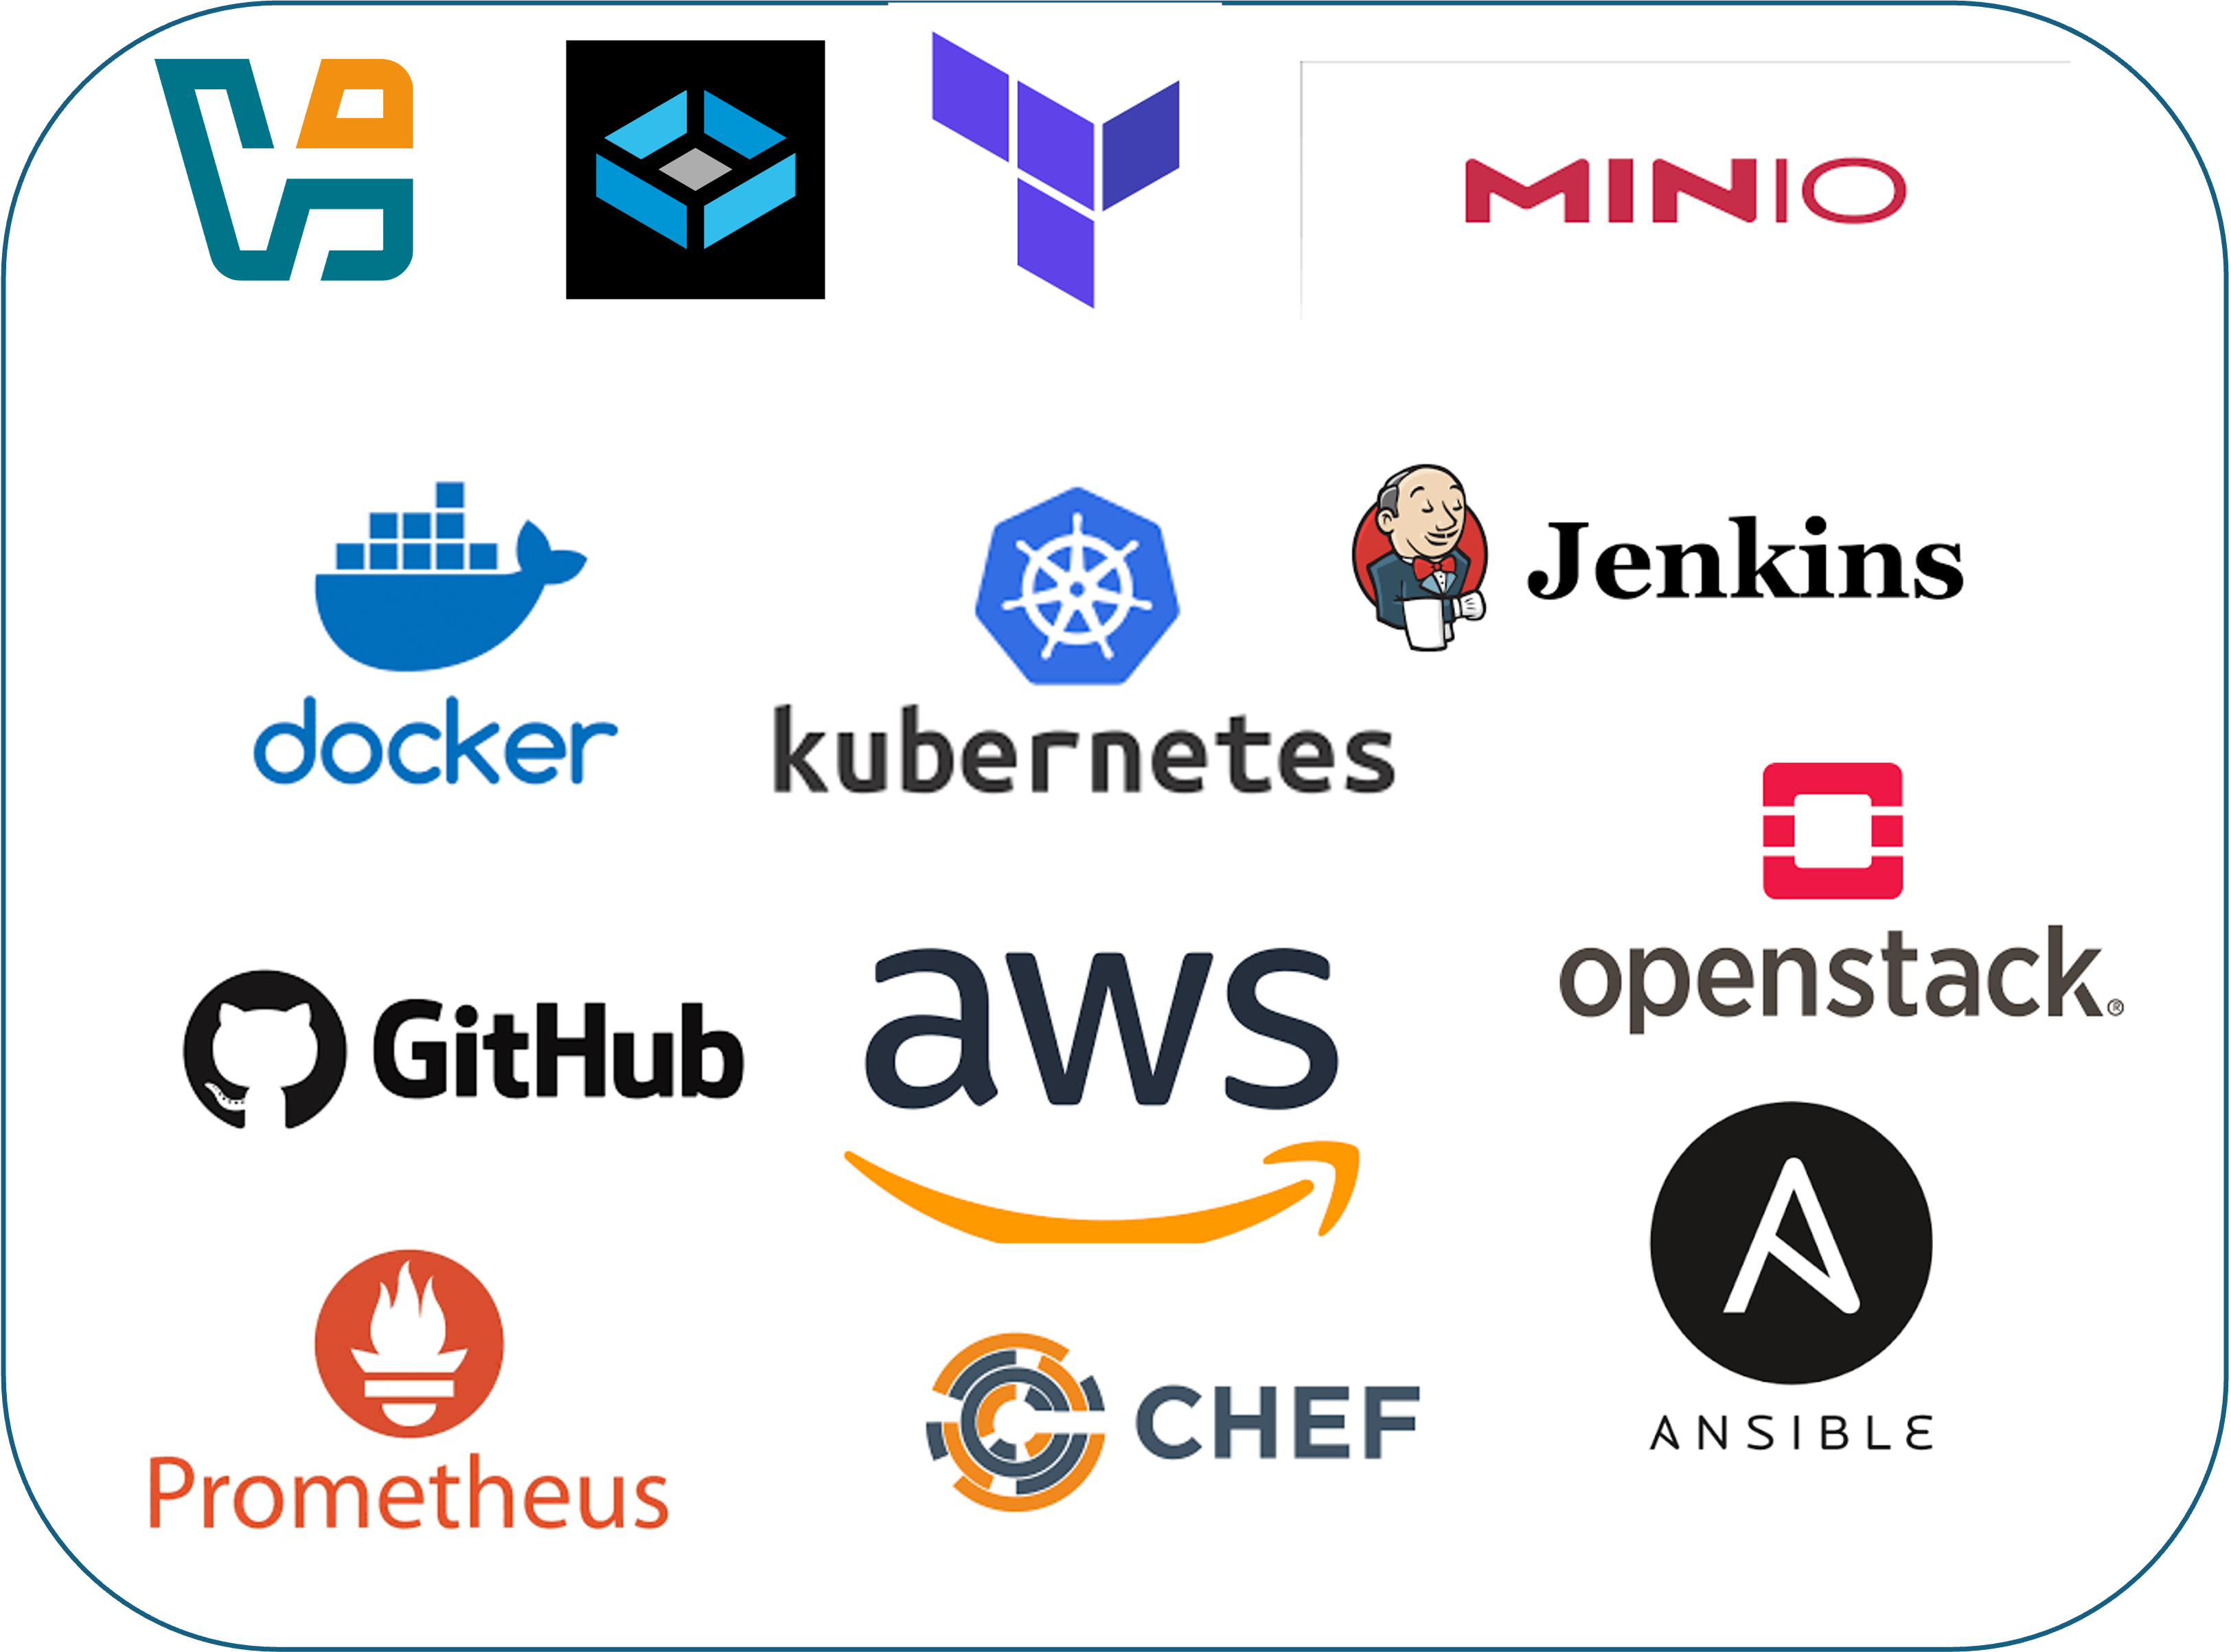 MINIO
Jenkins
docker
kubernetes
openstack®
GitHub
aws
ANSIBLE
CHEF
Prometheus